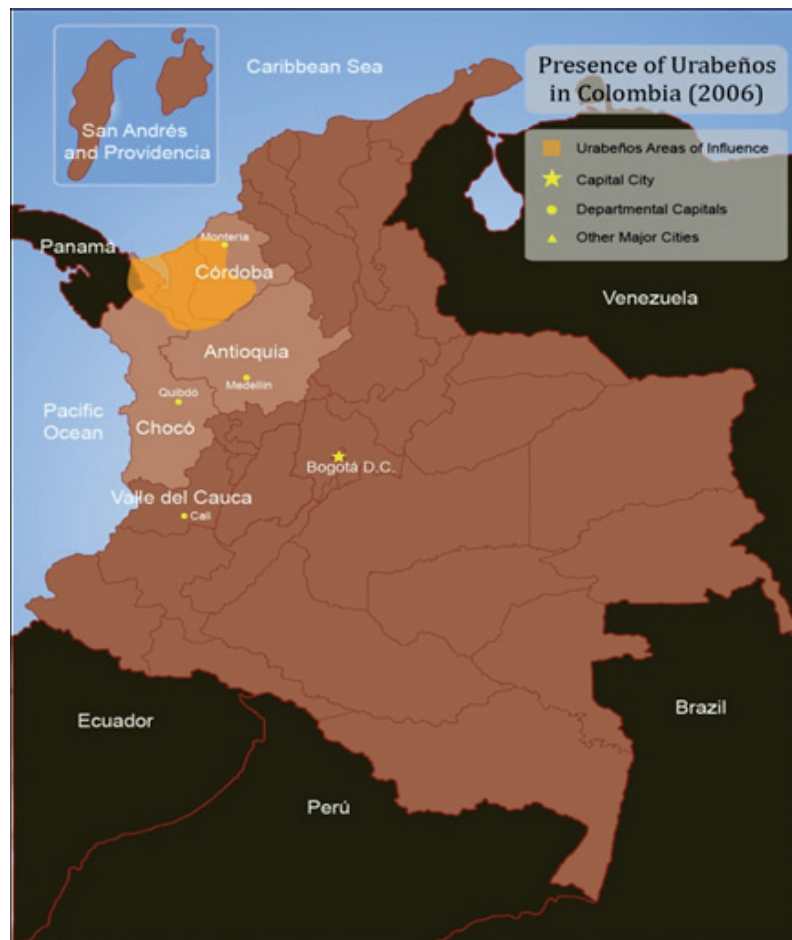 Caribbean Sea
Presence of Urabeños
in Colombia (2006)
San Andrés
and Providencia
Urabeños Areas of Influence
Capital City
Departmental Capitals
Other Major Cities
Panamá
Montería
Córdoba
Venezuela
Antioquia
Medellín
Quibdó
Pacific
Ocean
Chocó
Bogotá D.C.
Valle del Cauca
Cali
Ecuador
Brazil
Perú